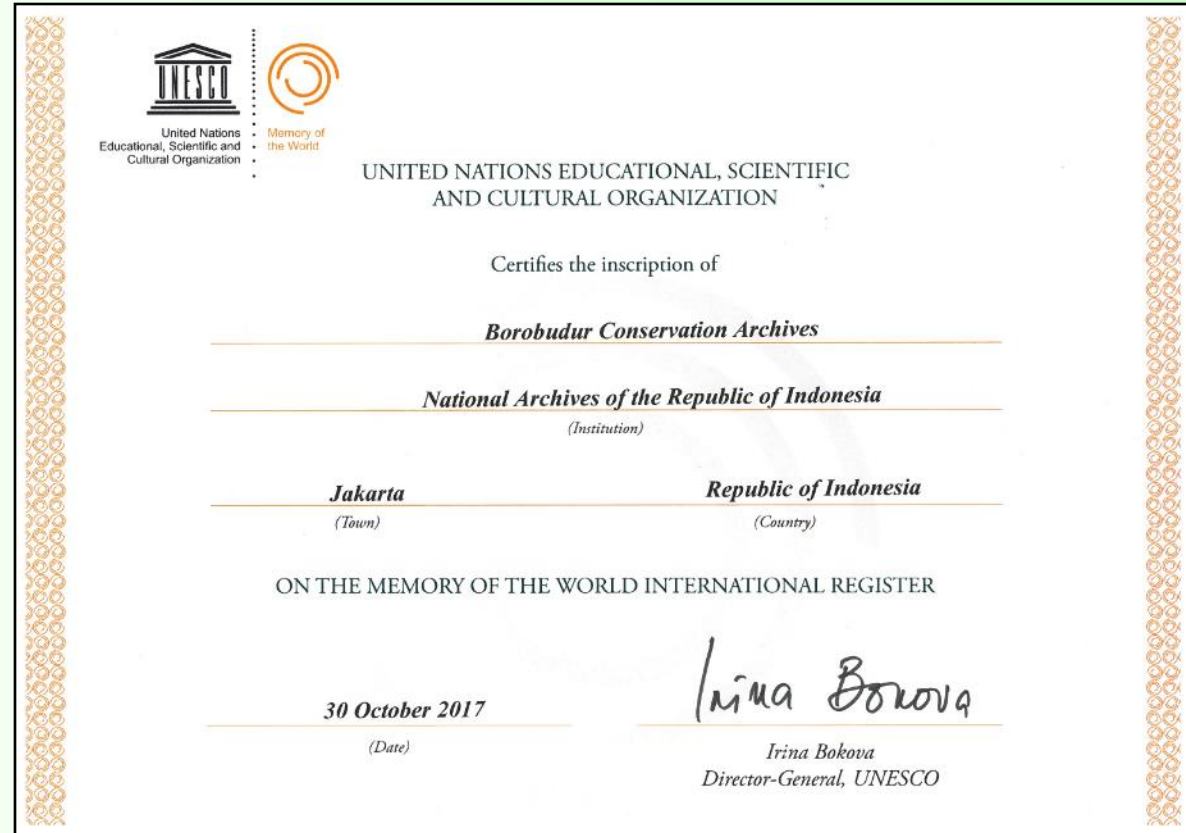 UNESCO
United Nations
Educational, Scientific and
Cultural Organization
Memory of
the World
UNITED NATIONS EDUCATIONAL, SCIENTIFIC
AND CULTURAL ORGANIZATION
Certifies the inscription of
Borobudur Conservation Archives
National Archives of the Republic of Indonesia
(Institution)
Jakarta
Republic of Indonesia
(Town)
(Country)
ON THE MEMORY OF THE WORLD INTERNATIONAL REGISTER
Irina Bokova
30 October 2017
(Date)
Irina Bokova
Director-General, UNESCO